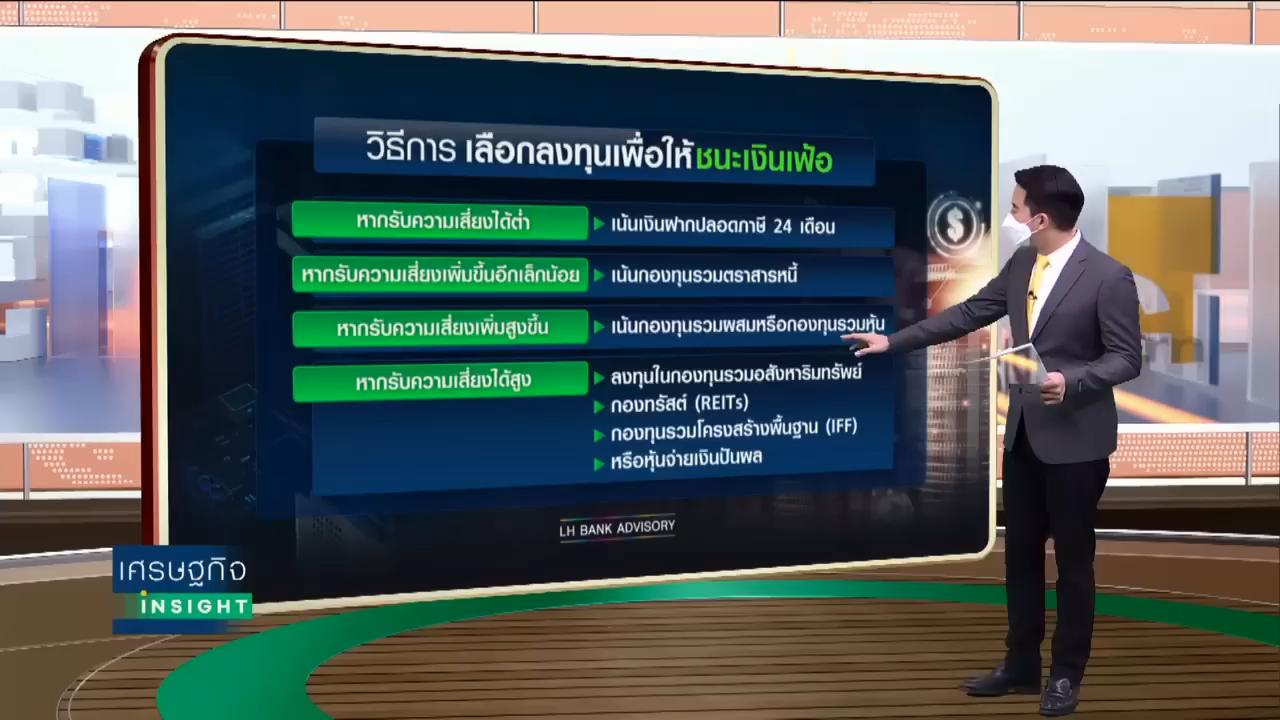 วิธีการ เลือกลงทุนเพื่อให้ชนะเงินเฟ้อ
หากรับความเสี่ยงได้ต่ำ เน้นเงินฝากปลอดภาษี 24 เดือน
หากรับความเสี่ยงเพิ่มขึ้นอีกเล็กน้อย เน้นกองทุนรวมตราสารหนี้
หากรับความเสี่ยงเพิ่มสูงขึ้น เน้นกองทุนรวมผสมหรือกองทุนรวมหุ้น
หากรับความเสี่ยงได้สูง ลงทุนในกองทุนรวมอสังหาริมทรัพย์
กองทรัสต์ (REITs)
กองทุนรวมโครงสร้างพื้นฐาน (IFF)
หรือหุ้นจ่ายเงินปันผล
LH BANK ADVISORY
เศรษฐกิจ
INSIGHT